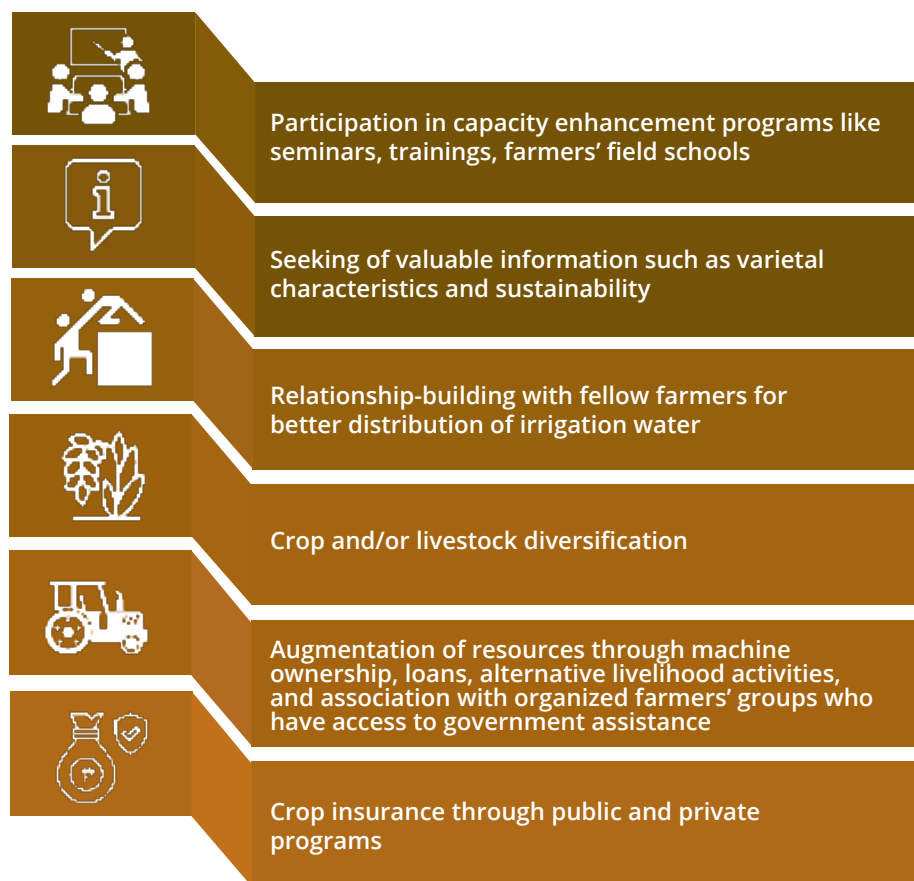 Participation in capacity enhancement programs like
seminars, trainings, farmers’ field schools
Seeking of valuable information such as varietal
characteristics and sustainability
Relationship-building with fellow farmers for
better distribution of irrigation water
Crop and/or livestock diversification
Augmentation of resources through machine
ownership, loans, alternative livelihood activities,
and association with organized farmers’ groups who
have access to government assistance
Crop insurance through public and private
programs